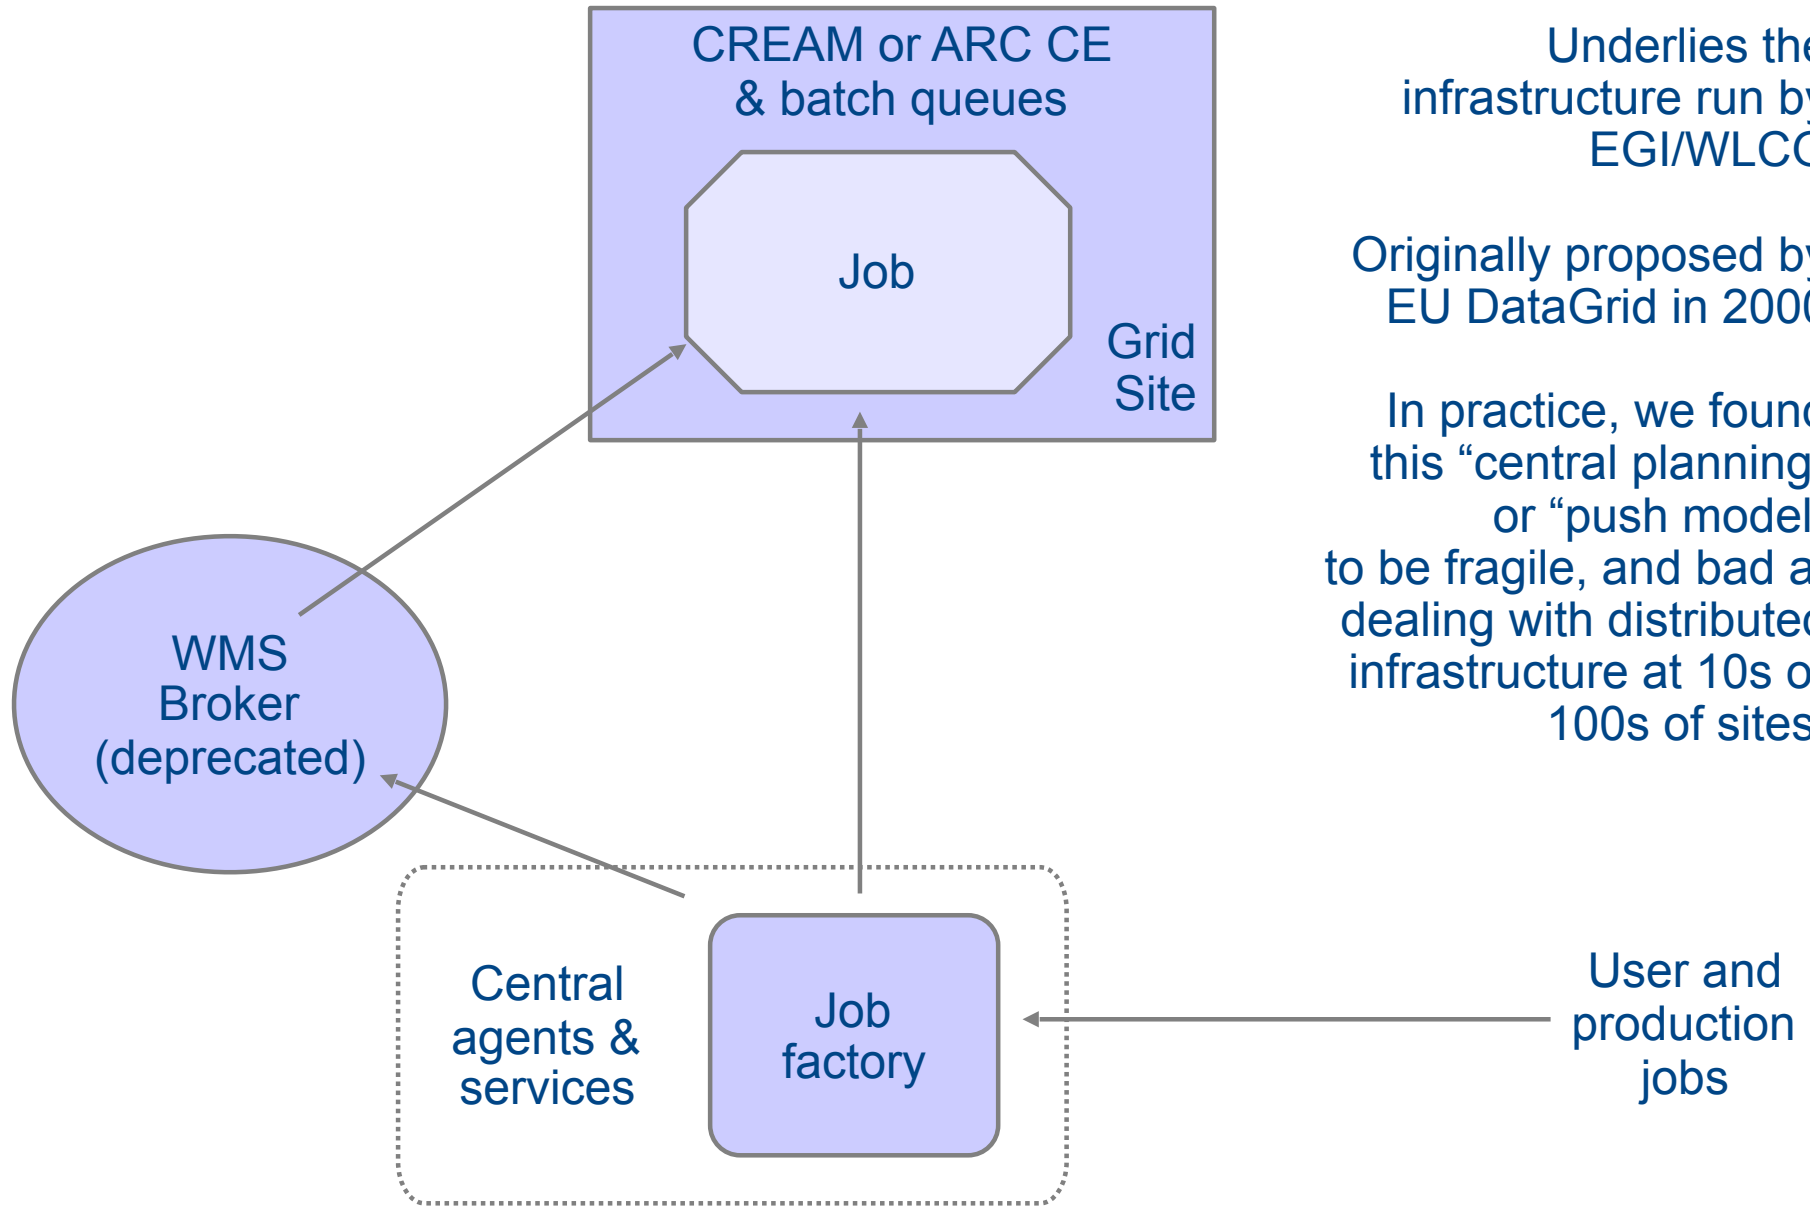 CREAM or ARC CE
& batch queues
Job
Grid
Site
WMS
Broker
(deprecated)
Central
agents &
services
Job
factory
Underlies the
infrastructure run by
EGI/WLCG
Originally proposed by
EU DataGrid in 2000
In practice, we found
this “central planning”
or “push model”
to be fragile, and bad at
dealing with distributed
infrastructure at 10s or
100s of sites
User and
production
jobs